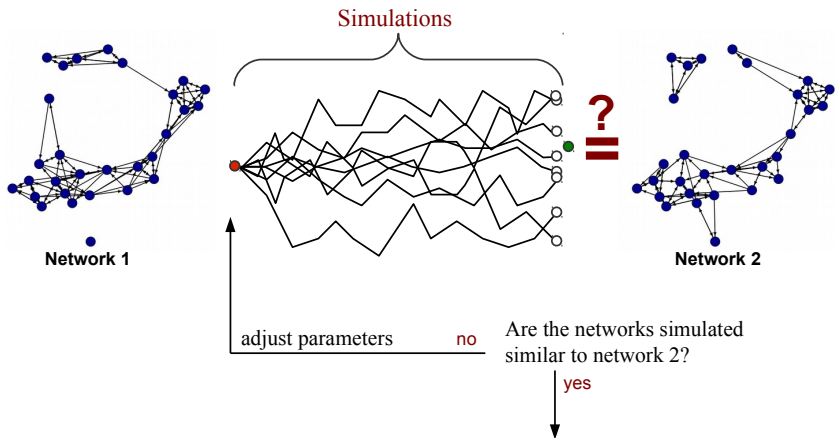 Simulations
?
=
Network 1
Network 2
adjust parameters
no
Are the networks simulated
similar to network 2?
yes